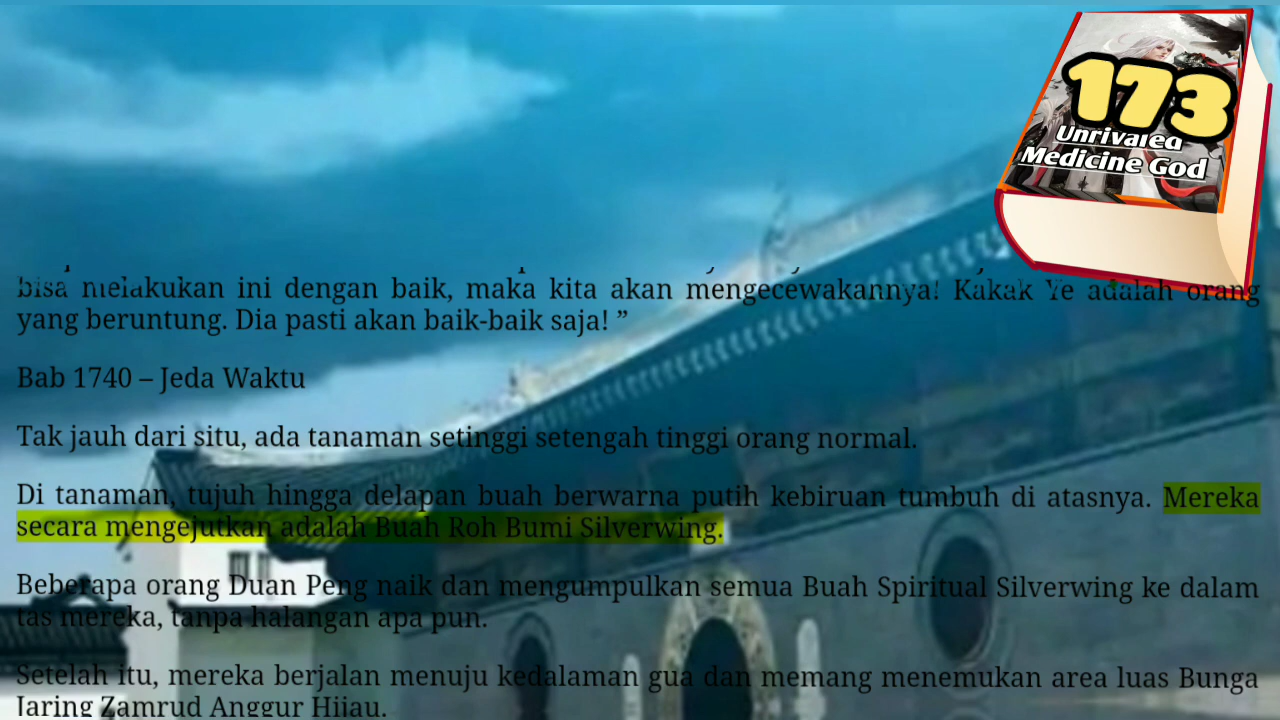 173
Unrivaled
Medicine God
bisa melakukan ini dengan baik, maka kita akan mengecewakannya! Kakak Ye adalah orang
yang beruntung. Dia pasti akan baik-baik saja! ”
Bab 1740 – Jeda Waktu
Tak jauh dari situ, ada tanaman setinggi setengah tinggi orang normal.
Di tanaman, tujuh hingga delapan buah berwarna putih kebiruan tumbuh di atasnya. Mereka
secara mengejutkan adalah Buah Roh Bumi Silverwing.
Beberapa orang Duan Peng naik dan mengumpulkan semua Buah Spiritual Silverwing ke dalam
tas mereka, tanpa halangan apa pun.
Setelah itu, mereka berjalan menuju kedalaman gua dan memang menemukan area luas Bunga
Jaring Zamrud Anggur Hijau.